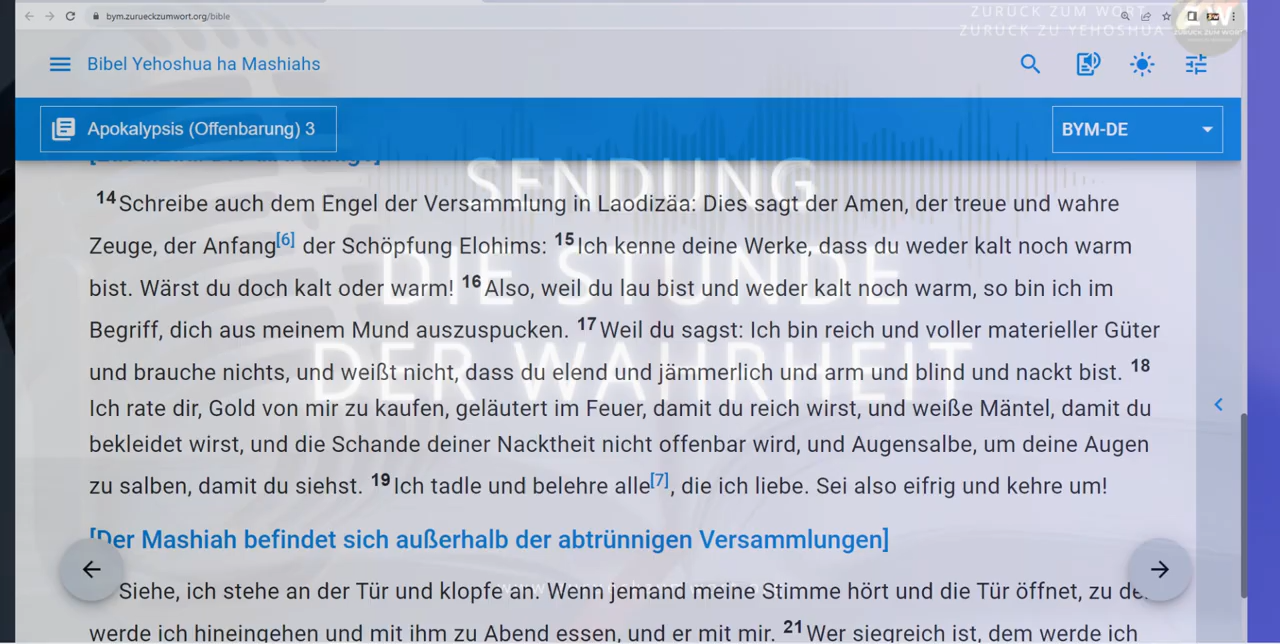 bym.zurueckzumwort.org/bible
ZURÜCK ZUM WORT
ZURÜCK ZU YEHOSHUA
ZURÜCK ZUM WORT
Bibel Yehoshua ha Mashiahs
Apokalypsis (Offenbarung) 3
BYM-DE
SENDUNG
DIE STUNDE
DER WAHRHEIT
14 Schreibe auch dem Engel der Versammlung in Laodizäa: Dies sagt der Amen, der treue und wahre
Zeuge, der Anfang[6] der Schöpfung Elohims: 15 Ich kenne deine Werke, dass du weder kalt noch warm
bist. Wärst du doch kalt oder warm! 16 Also, weil du lau bist und weder kalt noch warm, so bin ich im
Begriff, dich aus meinem Mund auszuspucken. 17 Weil du sagst: Ich bin reich und voller materieller Güter
und brauche nichts, und weißt nicht, dass du elend und jämmerlich und arm und blind und nackt bist. 18
Ich rate dir, Gold von mir zu kaufen, geläutert im Feuer, damit du reich wirst, und weiße Mäntel, damit du
bekleidet wirst, und die Schande deiner Nacktheit nicht offenbar wird, und Augensalbe, um deine Augen
zu salben, damit du siehst. 19 Ich tadle und belehre alle[7], die ich liebe. Sei also eifrig und kehre um!
[Der Mashiah befindet sich außerhalb der abtrünnigen Versammlungen]
Siehe, ich stehe an der Tür und klopfe an. Wenn jemand meine Stimme hört und die Tür öffnet, zu
werde ich hineingehen und mit ihm zu Abend essen, und er mit mir. 21 Wer siegreich ist, dem werde ich